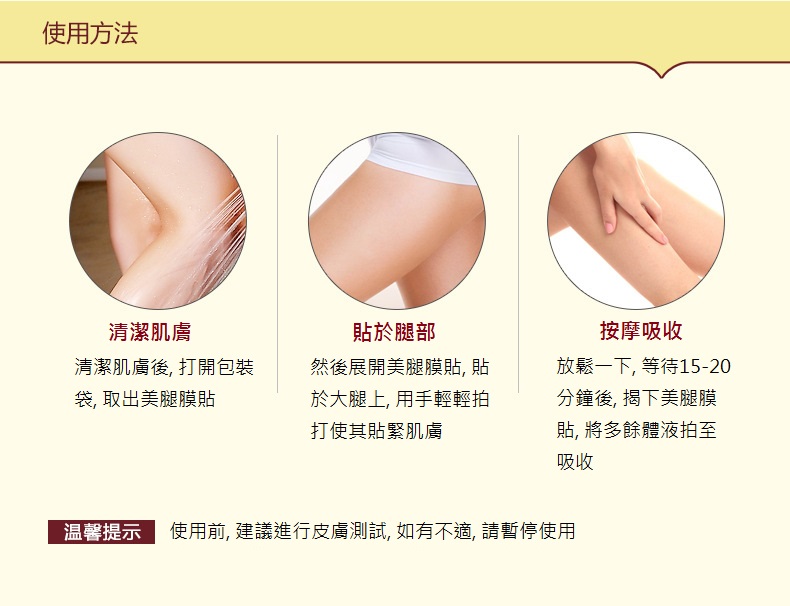 使用方法
清潔肌膚
清潔肌膚後, 打開包裝
袋, 取出美腿膜貼
貼於腿部
然後展開美腿膜貼, 貼
於大腿上, 用手輕輕拍
打使其貼緊肌膚
按摩吸收
放鬆一下, 等待15-20
分鐘後, 揭下美腿膜
貼, 將多餘體液拍至
吸收
温馨提示
使用前, 建議進行皮膚測試, 如有不適, 請暫停使用